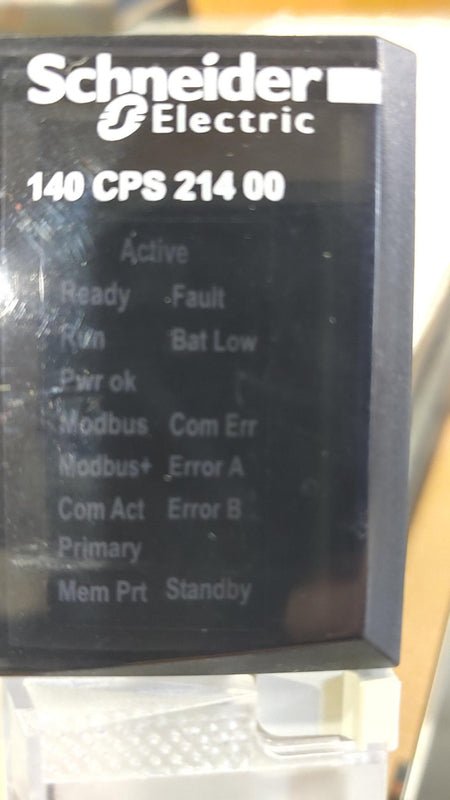 Schneider
Electric
140 CPS 214 00
Active
Ready Fault
Run Bat Low
Pwr ok
Modbus Com Err
Modbus+ Error A
Com Act Error B
Primary
Mem Prt Standby